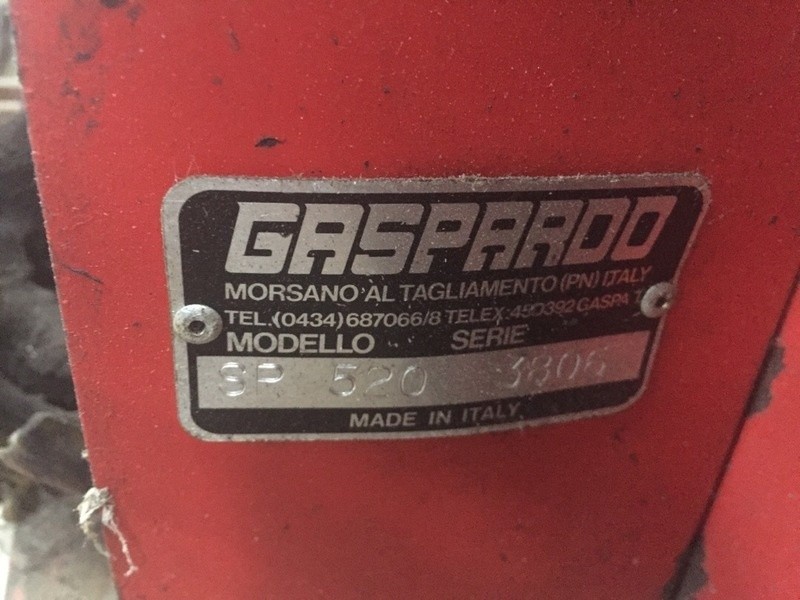 GASPARDO
MORSANO AL TAGLIAMENTO (PN) ITALY
TEL.(0434)687066/8 TELEX:450392 GASPA
MODELLO SERIE
SP 520 3806
MADE IN ITALY